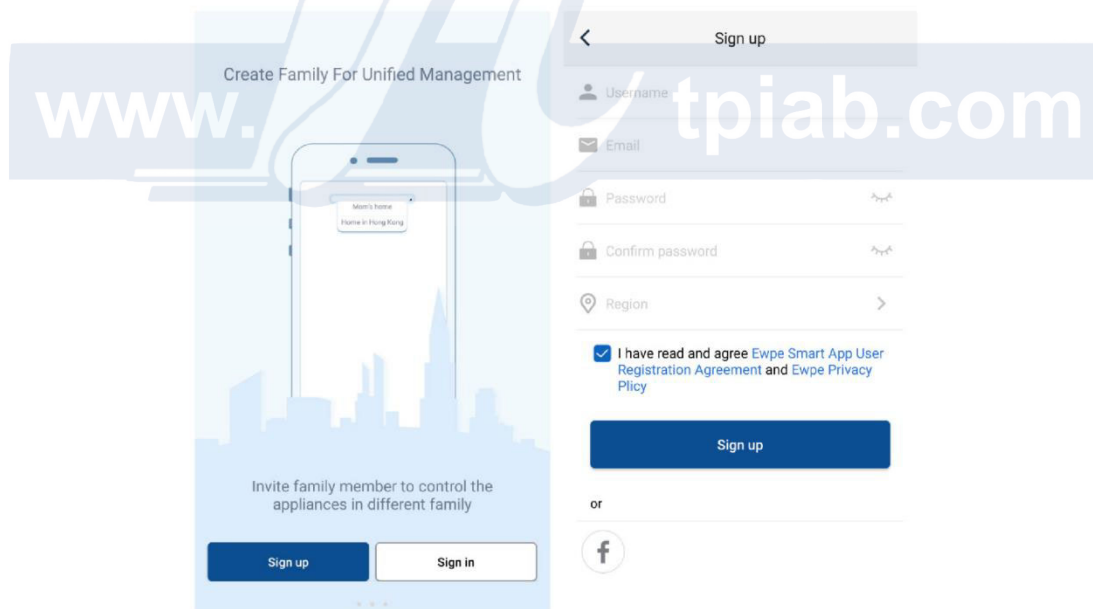 Create Family For Unified Management
Mom's home
Home in Hong Kong
Invite family member to control the
appliances in different family
Sign up
Sign in
Sign up
Username
Email
Password
Confirm password
Region
I have read and agree Ewpe Smart App User
Registration Agreement and Ewpe Privacy
Plicy
Sign up
or
f
www. tpiab.com